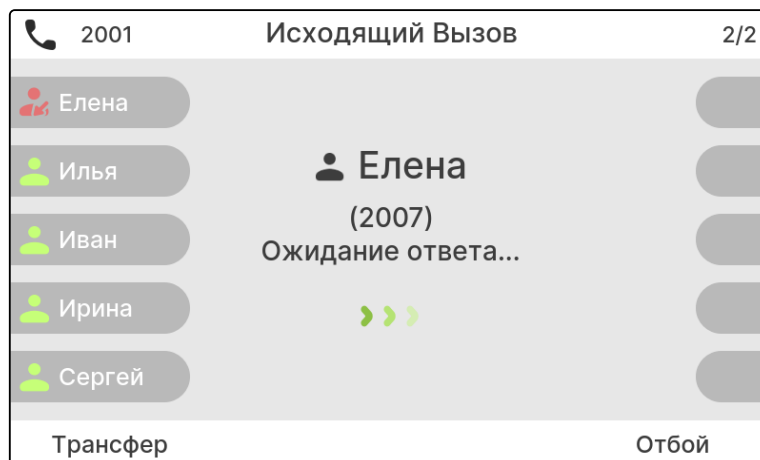 2001 Исходящий Вызов 2/2
Елена
Илья
Иван
Ирина
Сергей
Елена
(2007)
Ожидание ответа...
Трансфер Отбой